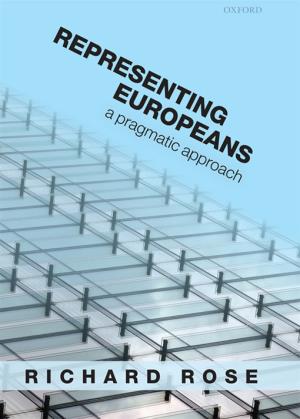 OXFORD
REPRESENTING
EUROPEANS
a pragmatic approach
RICHARD ROSE